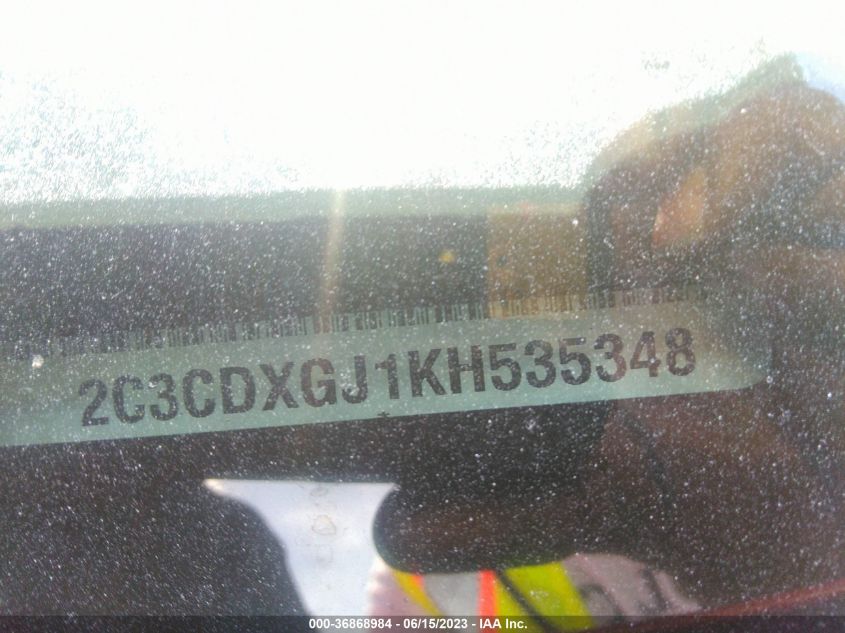 2C3CDXGJ1KH535348
000-36868984 - 06/15/2023 - IAA Inc.